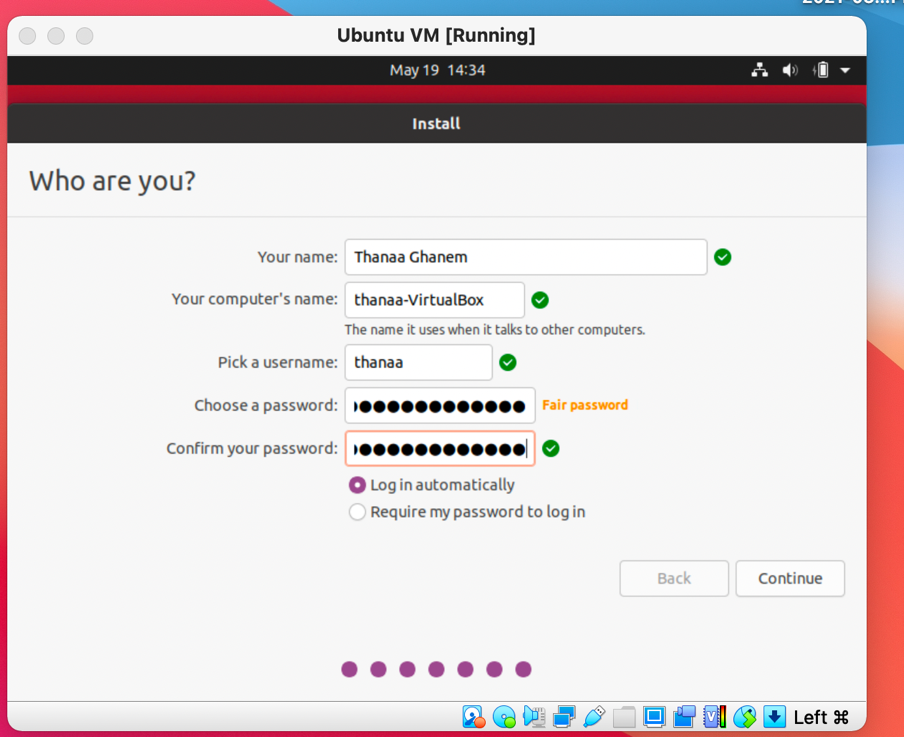 Ubuntu VM [Running]
May 19 14:34
Install
Who are you?
Your name: Thanaa Ghanem
Your computer's name: thanaa-VirtualBox
The name it uses when it talks to other computers.
Pick a username: thanaa
Choose a password: ●●●●●●●●●●●● Fair password
Confirm your password: ●●●●●●●●●●●●
Log in automatically
Require my password to log in
Back Continue
Left ⌘